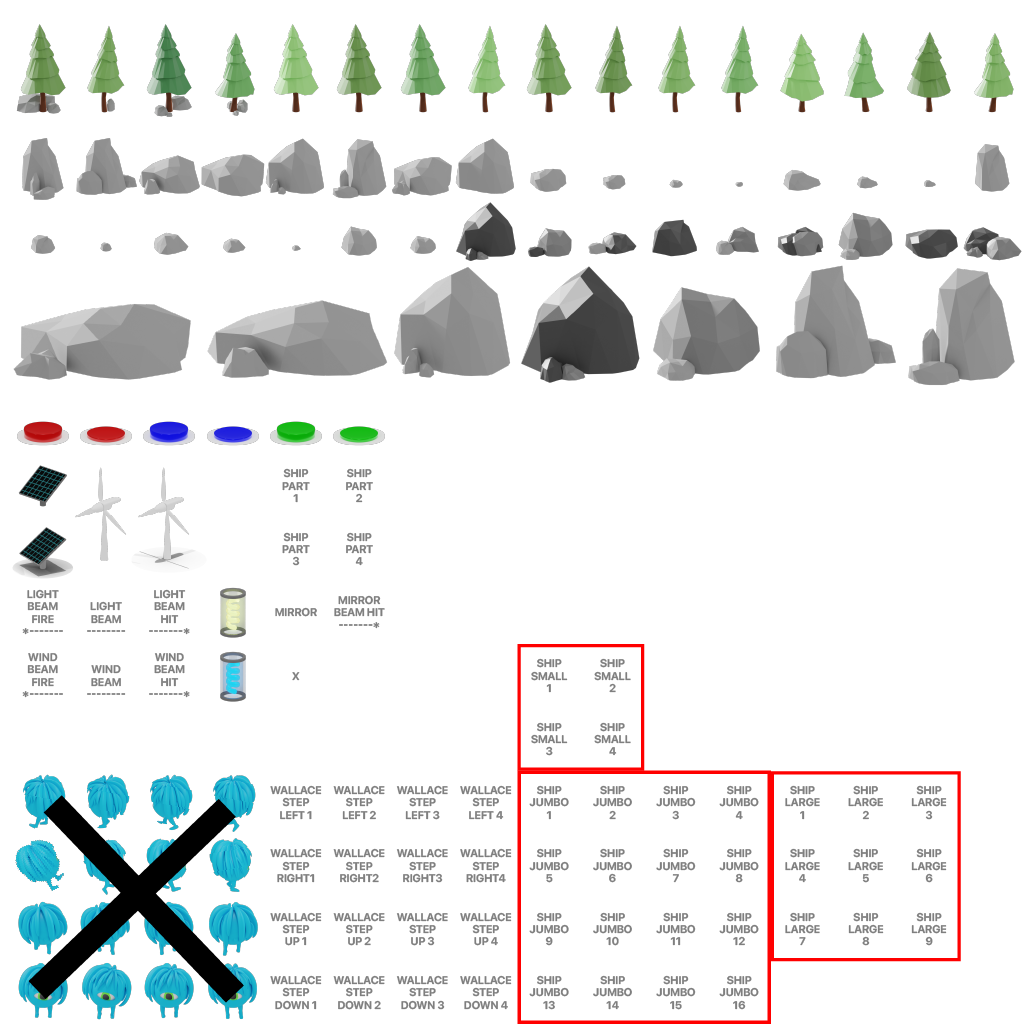 SHIP PART 1
SHIP PART 2
SHIP PART 3
SHIP PART 4
LIGHT BEAM FIRE *-------
LIGHT BEAM --------
LIGHT BEAM HIT -------*
MIRROR
MIRROR BEAM HIT -------*
WIND BEAM FIRE *-------
WIND BEAM --------
WIND BEAM HIT -------*
X
SHIP SMALL 1
SHIP SMALL 2
SHIP SMALL 3
SHIP SMALL 4
WALLACE STEP LEFT 1
WALLACE STEP LEFT 2
WALLACE STEP LEFT 3
WALLACE STEP LEFT 4
SHIP JUMBO 1
SHIP JUMBO 2
SHIP JUMBO 3
SHIP JUMBO 4
SHIP LARGE 1
SHIP LARGE 2
SHIP LARGE 3
WALLACE STEP RIGHT1
WALLACE STEP RIGHT2
WALLACE STEP RIGHT3
WALLACE STEP RIGHT4
SHIP JUMBO 5
SHIP JUMBO 6
SHIP JUMBO 7
SHIP JUMBO 8
SHIP LARGE 4
SHIP LARGE 5
SHIP LARGE 6
WALLACE STEP UP 1
WALLACE STEP UP 2
WALLACE STEP UP 3
WALLACE STEP UP 4
SHIP JUMBO 9
SHIP JUMBO 10
SHIP JUMBO 11
SHIP JUMBO 12
SHIP LARGE 7
SHIP LARGE 8
SHIP LARGE 9
WALLACE STEP DOWN 1
WALLACE STEP DOWN 2
WALLACE STEP DOWN 3
WALLACE STEP DOWN 4
SHIP JUMBO 13
SHIP JUMBO 14
SHIP JUMBO 15
SHIP JUMBO 16